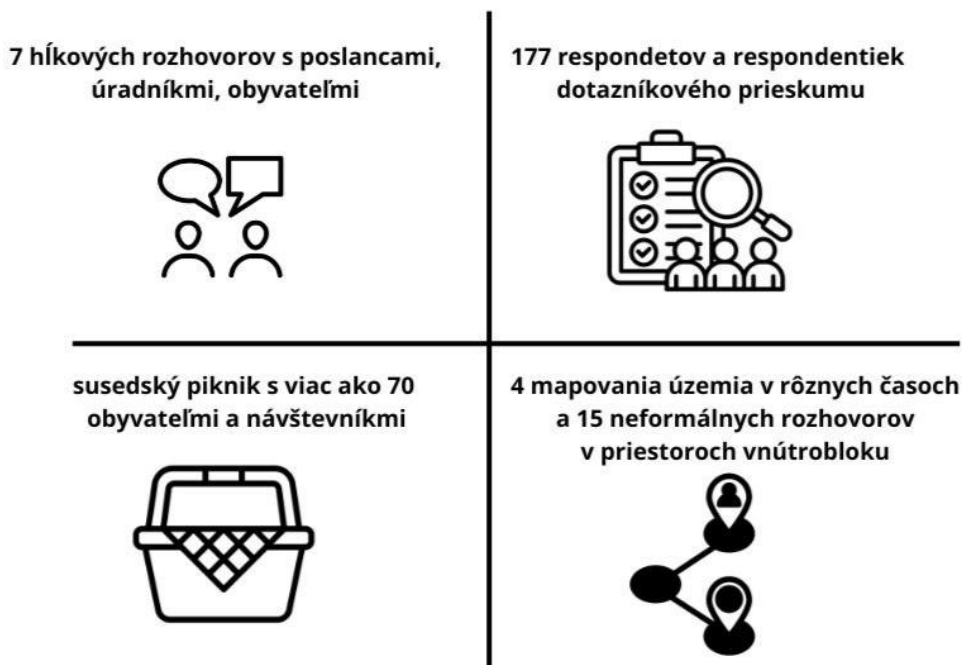 7 hĺkových rozhovorov s poslancami,
úradníkmi, obyvateľmi
177 respondetov a respondentiek
dotazníkového prieskumu
susedský piknik s viac ako 70
obyvateľmi a návštevníkmi
4 mapovania územia v rôznych časoch
a 15 neformálnych rozhovorov
v priestoroch vnútrobloku